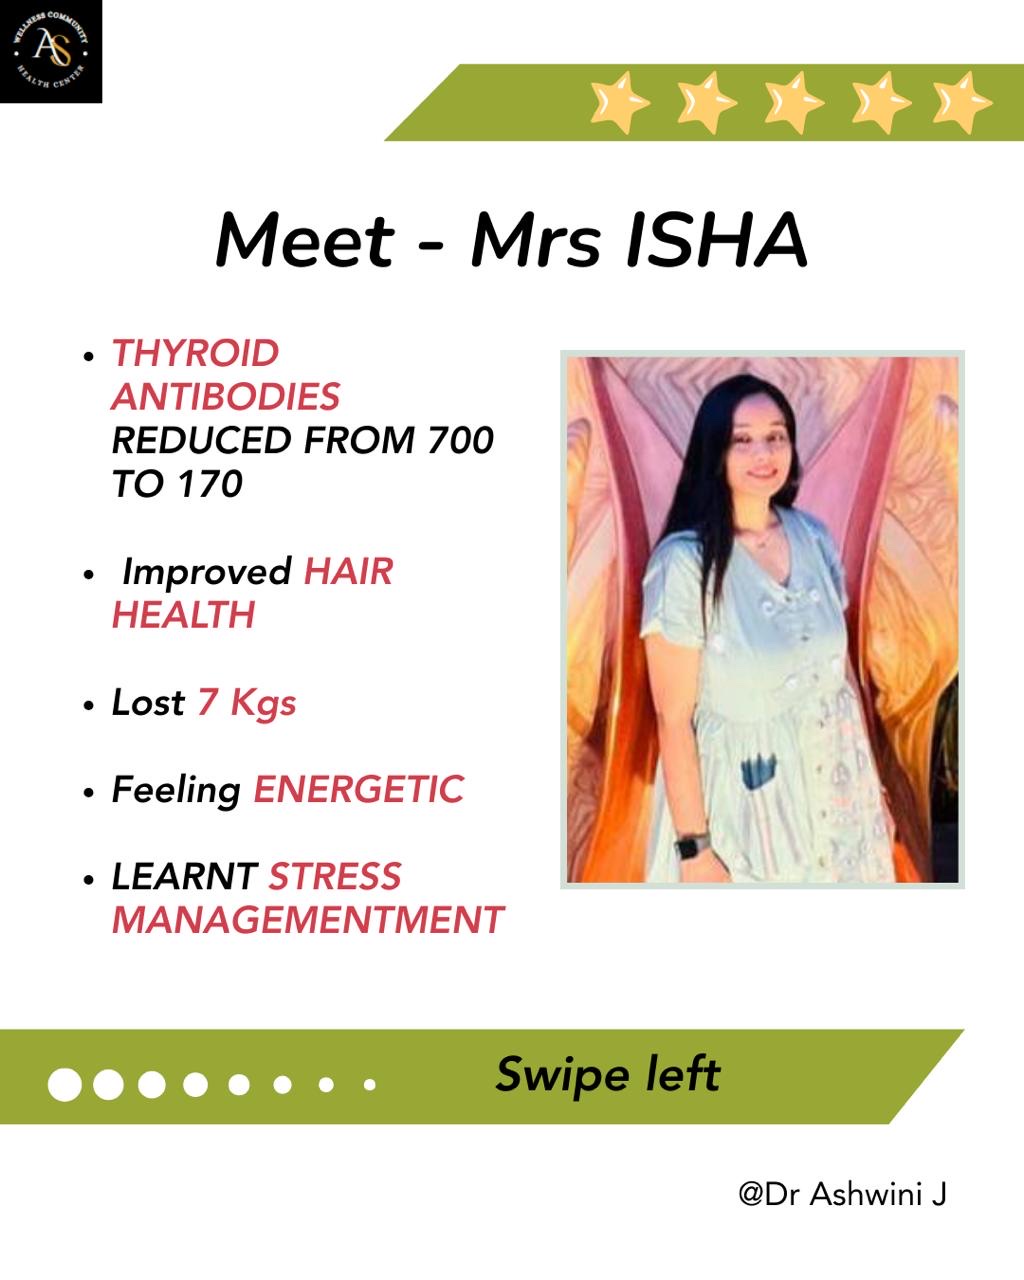 WELLNESS COMMUNITY
AS
HEALTH CENTER
Meet - Mrs ISHA
• THYROID
ANTIBODIES
REDUCED FROM 700
TO 170
• Improved HAIR
HEALTH
• Lost 7 Kgs
• Feeling ENERGETIC
• LEARNT STRESS
MANAGEMENTMENT
Swipe left
@Dr Ashwini J